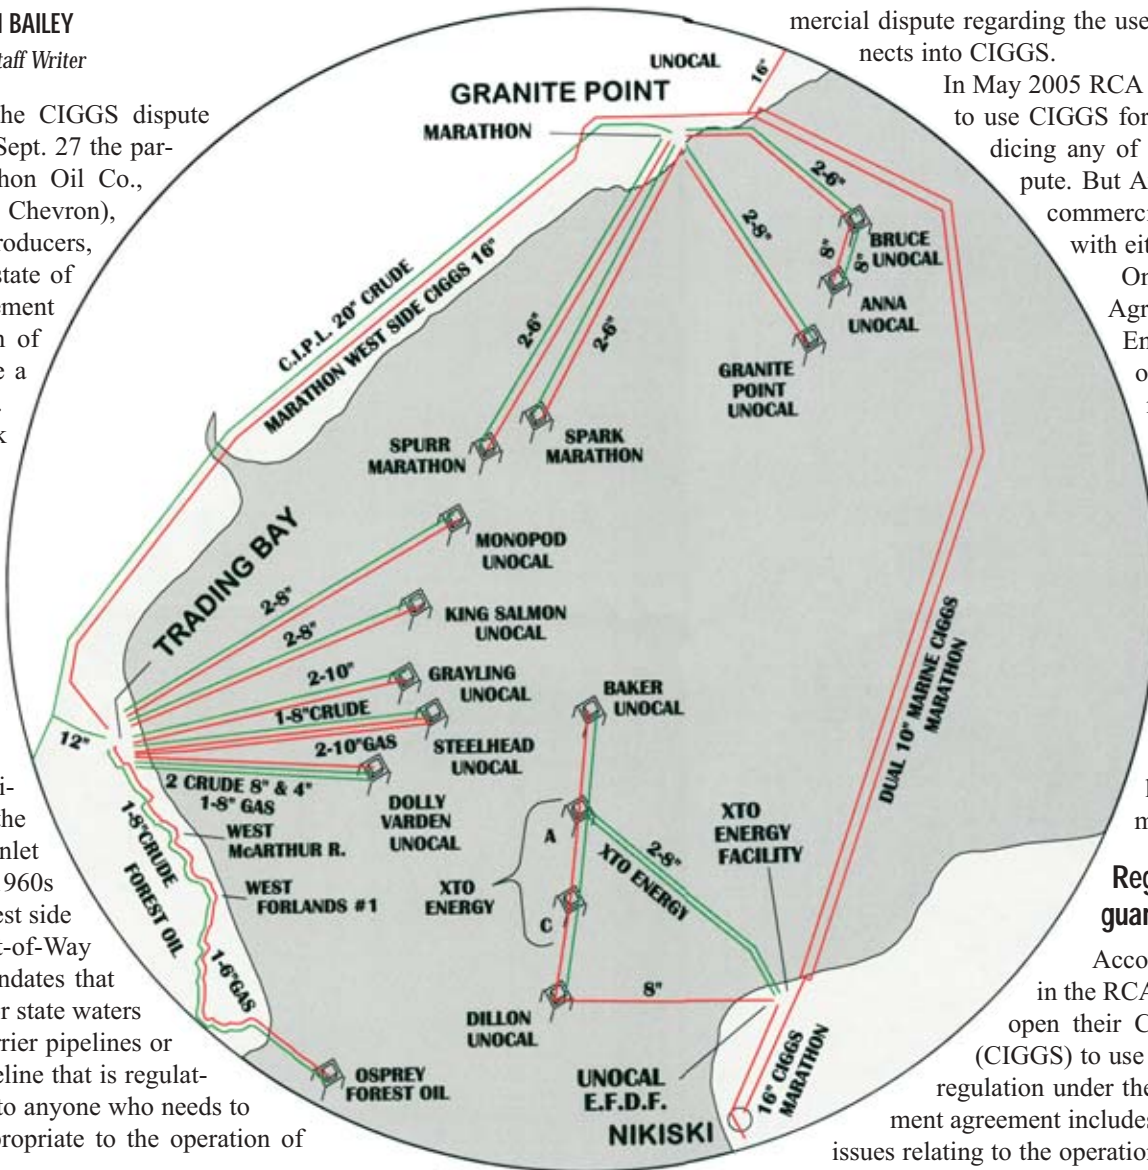 N BAILEY
Staff Writer
he CIGGS dispute
Sept. 27 the par-
hon Oil Co.,
Chevron),
roducers,
state of
ement
n of
e a
k
i-
the
nlet
960s
est side
t-of-Way
ndates that
r state waters
rrier pipelines or
eline that is regulat-
to anyone who needs to
propriate to the operation of
UNOCAL
16"
GRANITE POINT
MARATHON
C.I.P.L. 20" CRUDE
MARATHON WEST SIDE CIGGS 16"
2-6"
2-6"
2-8"
2-6"
8"
8"
BRUCE
UNOCAL
ANNA
UNOCAL
GRANITE
POINT
UNOCAL
SPURR
MARATHON
SPARK
MARATHON
TRADING BAY
MONOPOD
UNOCAL
2-8"
KING SALMON
UNOCAL
2-8"
GRAYLING
UNOCAL
2-10"
1-8"CRUDE
2-10"GAS
STEELHEAD
UNOCAL
12"
2 CRUDE 8" & 4"
1-8" GAS
DOLLY
VARDEN
UNOCAL
BAKER
UNOCAL
DUAL 10" MARINE CIGGS
MARATHON
1-8"CRUDE
FOREST OIL
WEST
McARTHUR R.
WEST
FORLANDS #1
XTO
ENERGY
A
C
2-8"
XTO ENERGY
XTO
ENERGY
FACILITY
1-6"GAS
DILLON
UNOCAL
8"
OSPREY
FOREST OIL
UNOCAL
E.F.D.F.
NIKISKI
16" CIGGS
MARATHON
mercial dispute regarding the use
nects into CIGGS.
In May 2005 RCA
to use CIGGS for
dicing any of
pute. But A
commerci
with eit
On
Agr
En
o
m
Reg
guar
Acco
in the RCA
open their C
(CIGGS) to use
regulation under the
ment agreement includes
issues relating to the operatio